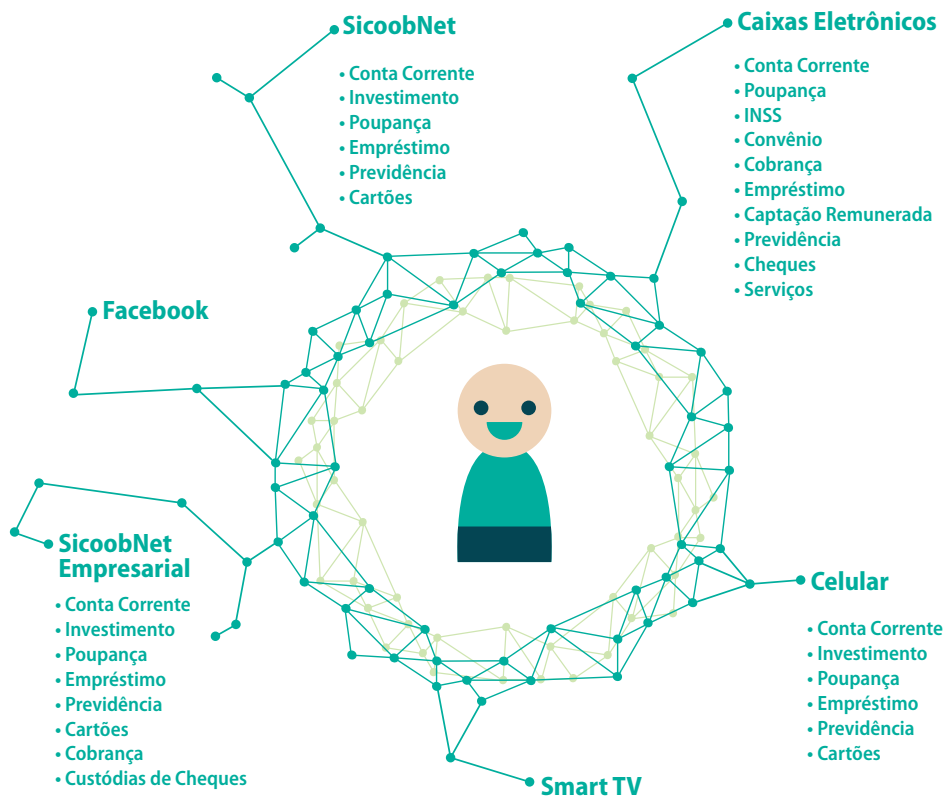 SicoobNet
• Conta Corrente
• Investimento
• Poupança
• Empréstimo
• Previdência
• Cartões
Caixas Eletrônicos
• Conta Corrente
• Poupança
• INSS
• Convênio
• Cobrança
• Empréstimo
• Captação Remunerada
• Previdência
• Cheques
• Serviços
Facebook
SicoobNet
Empresarial
• Conta Corrente
• Investimento
• Poupança
• Empréstimo
• Previdência
• Cartões
• Cobrança
• Custódias de Cheques
Celular
• Conta Corrente
• Investimento
• Poupança
• Empréstimo
• Previdência
• Cartões
Smart TV